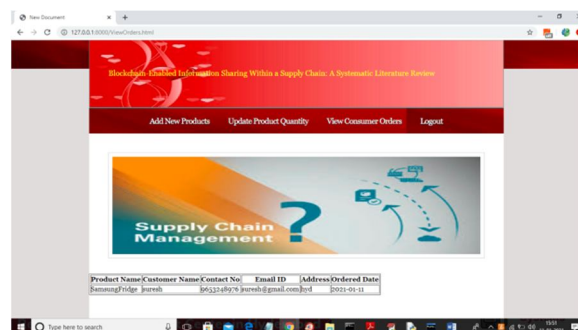 New Document
127.0.0.1:8000/ViewOrders.html
Blockchain-Enabled Information Sharing Within a Supply Chain: A Systematic Literature Review
Add New Products Update Product Quantity View Consumer Orders Logout
Supply Chain
Management
?
Product Name Customer Name Contact No Email ID Address Ordered Date
SamsungFridge suresh 9653248976 suresh@gmail.com hyd 2021-01-11
Type here to search
15:51